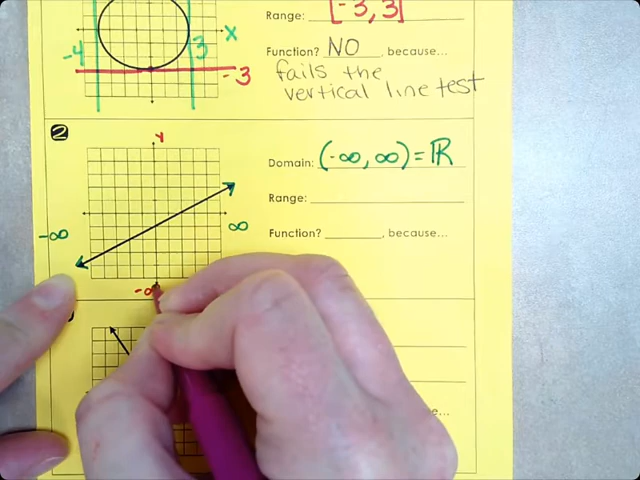 Range: [-3, 3]
-4
3
X
Function? NO, because...
-3
fails the
vertical line test
2
Y
Domain: (-∞, ∞) = ℝ
Range:
-∞
∞
Function? ________, because...